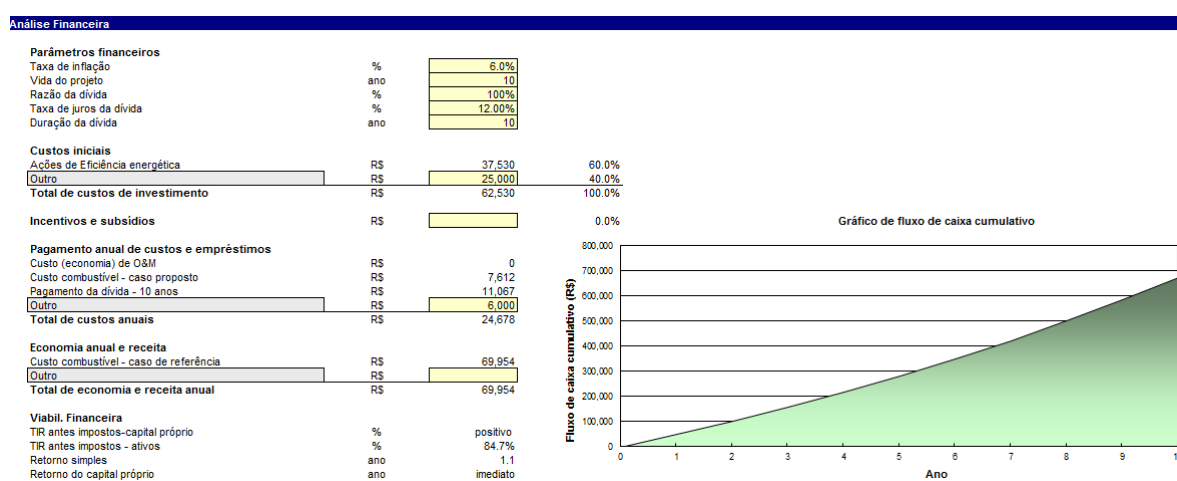 Análise Financeira
Parâmetros financeiros
Taxa de inflação % 6.0%
Vida do projeto ano 10
Razão da dívida % 100%
Taxa de juros da dívida % 12.00%
Duração da dívida ano 10
Custos iniciais
Ações de Eficiência energética R$ 37,530 60.0%
Outro R$ 25,000 40.0%
Total de custos de investimento R$ 62,530 100.0%
Incentivos e subsídios R$ 0.0%
Pagamento anual de custos e empréstimos
Custo (economia) de O&M R$ 0
Custo combustível - caso proposto R$ 7,612
Pagamento da dívida - 10 anos R$ 11,067
Outro R$ 6,000
Total de custos anuais R$ 24,678
Economia anual e receita
Custo combustível - caso de referência R$ 69,954
Outro R$
Total de economia e receita anual R$ 69,954
Viabil. Financeira
TIR antes impostos-capital próprio % positivo
TIR antes impostos - ativos % 84.7%
Retorno simples ano 1.1
Retorno do capital próprio ano imediato
Gráfico de fluxo de caixa cumulativo
Fluxo de caixa cumulativo (R$)
800,000
700,000
600,000
500,000
400,000
300,000
200,000
100,000
0
0 1 2 3 4 5 6 7 8 9
Ano